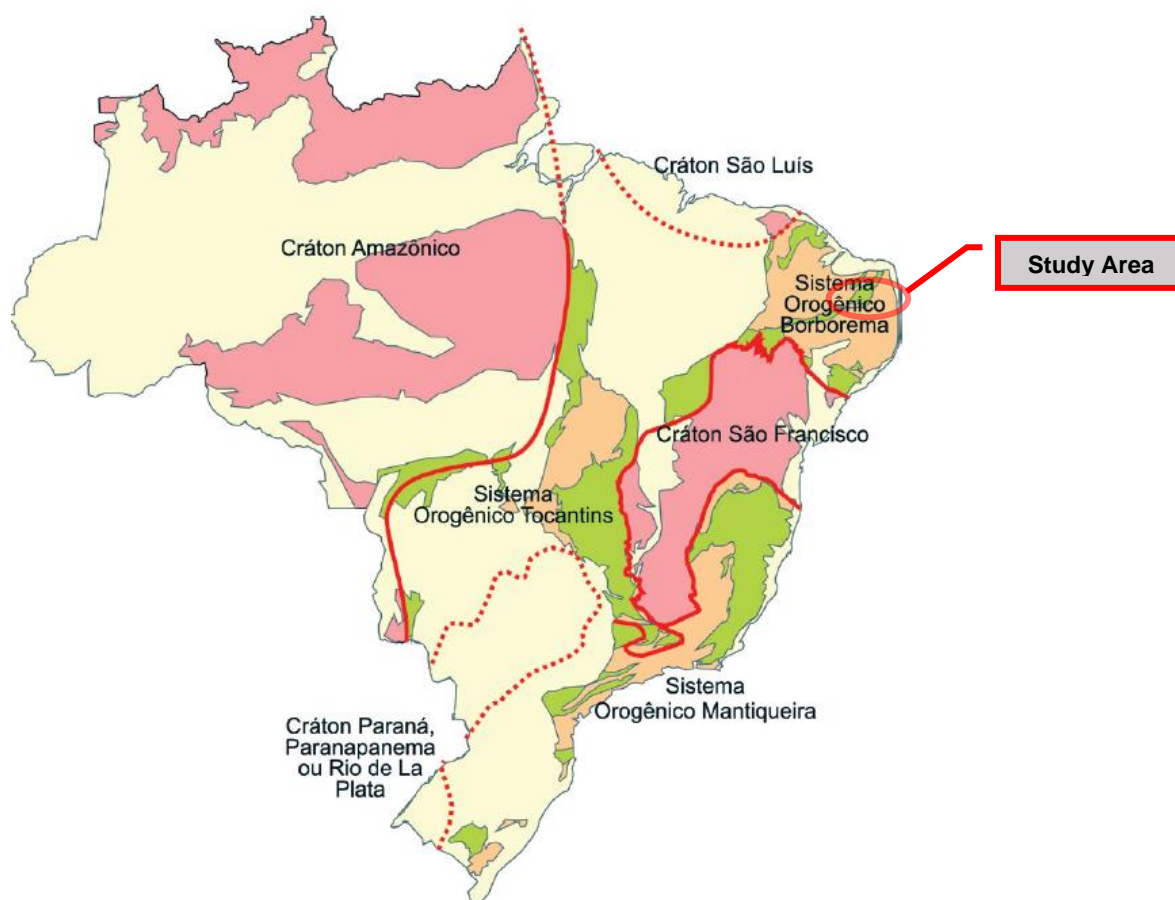 Cráton São Luís
Cráton Amazônico
Study Area
Sistema
Orogênico
Borborema
Cráton São Francisco
Sistema
Orogênico Tocantins
Sistema
Orogênico Mantiqueira
Cráton Paraná,
Paranapanema
ou Rio de La
Plata